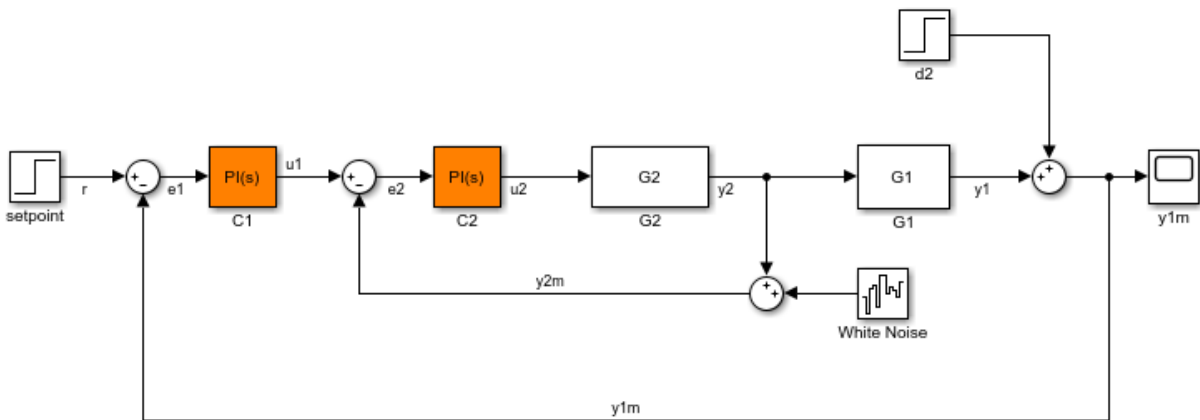 d2
setpoint
r
+
−
e1
PI(s)
C1
u1
+
−
e2
PI(s)
C2
u2
G2
G2
y2
G1
G1
y1
+
+
y1m
y2m
+
+
White Noise
y1m